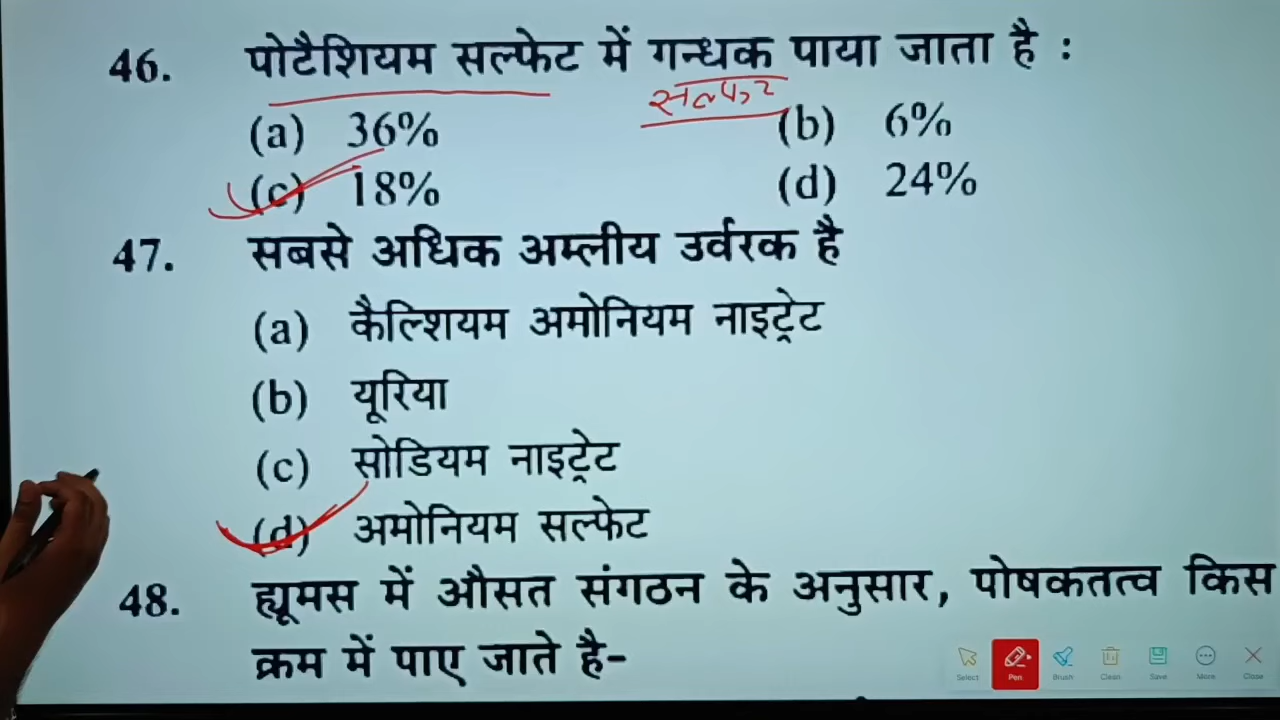 46. पोटैशियम सल्फेट में गन्धक पाया जाता है :
सल्फर
(a) 36% (b) 6%
(c) 18% (d) 24%
47. सबसे अधिक अम्लीय उर्वरक है
(a) कैल्शियम अमोनियम नाइट्रेट
(b) यूरिया
(c) सोडियम नाइट्रेट
(d) अमोनियम सल्फेट
48. ह्यूमस में औसत संगठन के अनुसार, पोषकतत्व किस
क्रम में पाए जाते है-
Select Pen Brush Clean Save More Close